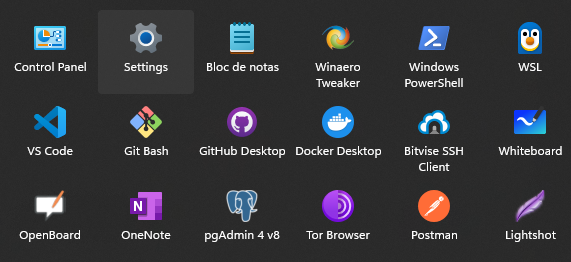 Control Panel
Settings
Bloc de notas
Winaero
Tweaker
Windows
PowerShell
WSL
VS Code
Git Bash
GitHub Desktop
Docker Desktop
Bitvise SSH
Client
Whiteboard
OpenBoard
N
OneNote
pgAdmin 4 v8
Tor Browser
Postman
Lightshot